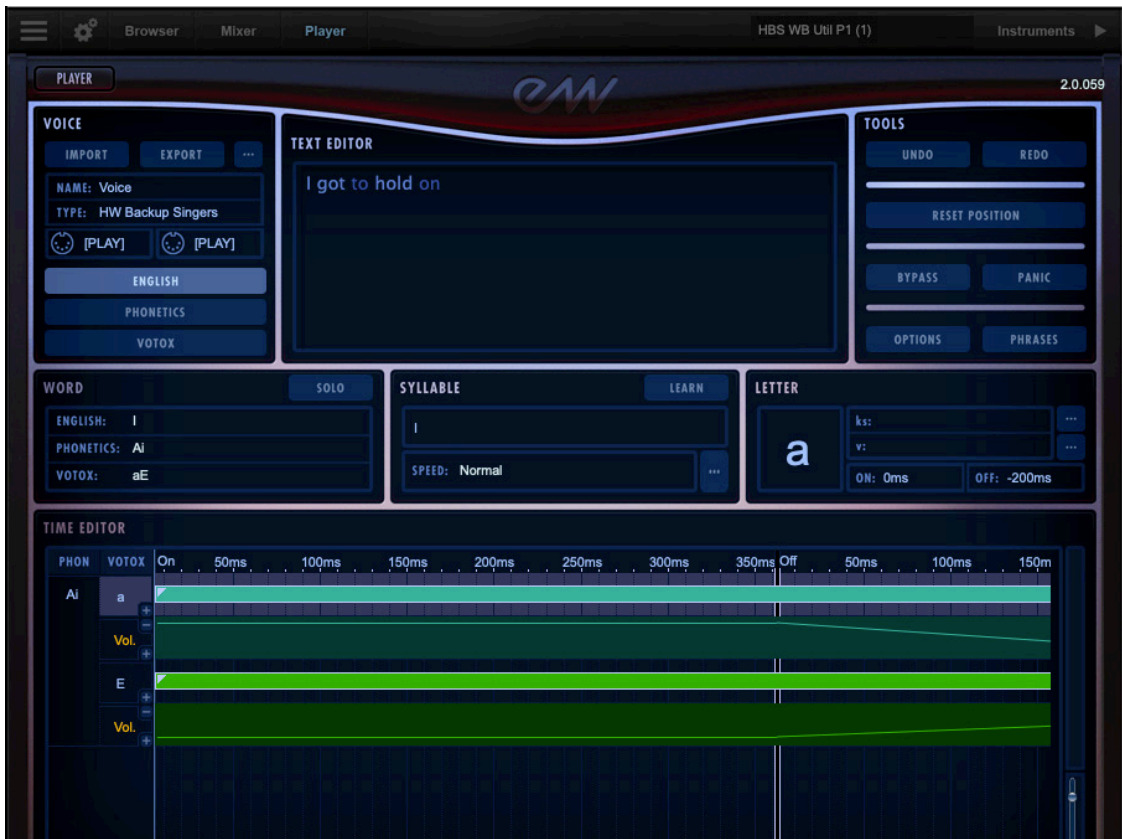 Browser Mixer Player HBS WB Util P1 (1) Instruments
PLAYER
EW
2.0.059
VOICE
IMPORT EXPORT ...
NAME: Voice
TYPE: HW Backup Singers
[PLAY] [PLAY]
ENGLISH
PHONETICS
VOTOX
TEXT EDITOR
I got to hold on
TOOLS
UNDO REDO
RESET POSITION
BYPASS PANIC
OPTIONS PHRASES
WORD SOLO
ENGLISH: I
PHONETICS: Ai
VOTOX: aE
SYLLABLE LEARN
I
SPEED: Normal ...
LETTER
a
ks: ...
v: ...
ON: 0ms OFF: -200ms
TIME EDITOR
PHON VOTOX On 50ms 100ms 150ms 200ms 250ms 300ms 350ms Off 50ms 100ms 150m
Ai a
Vol.
E
Vol.